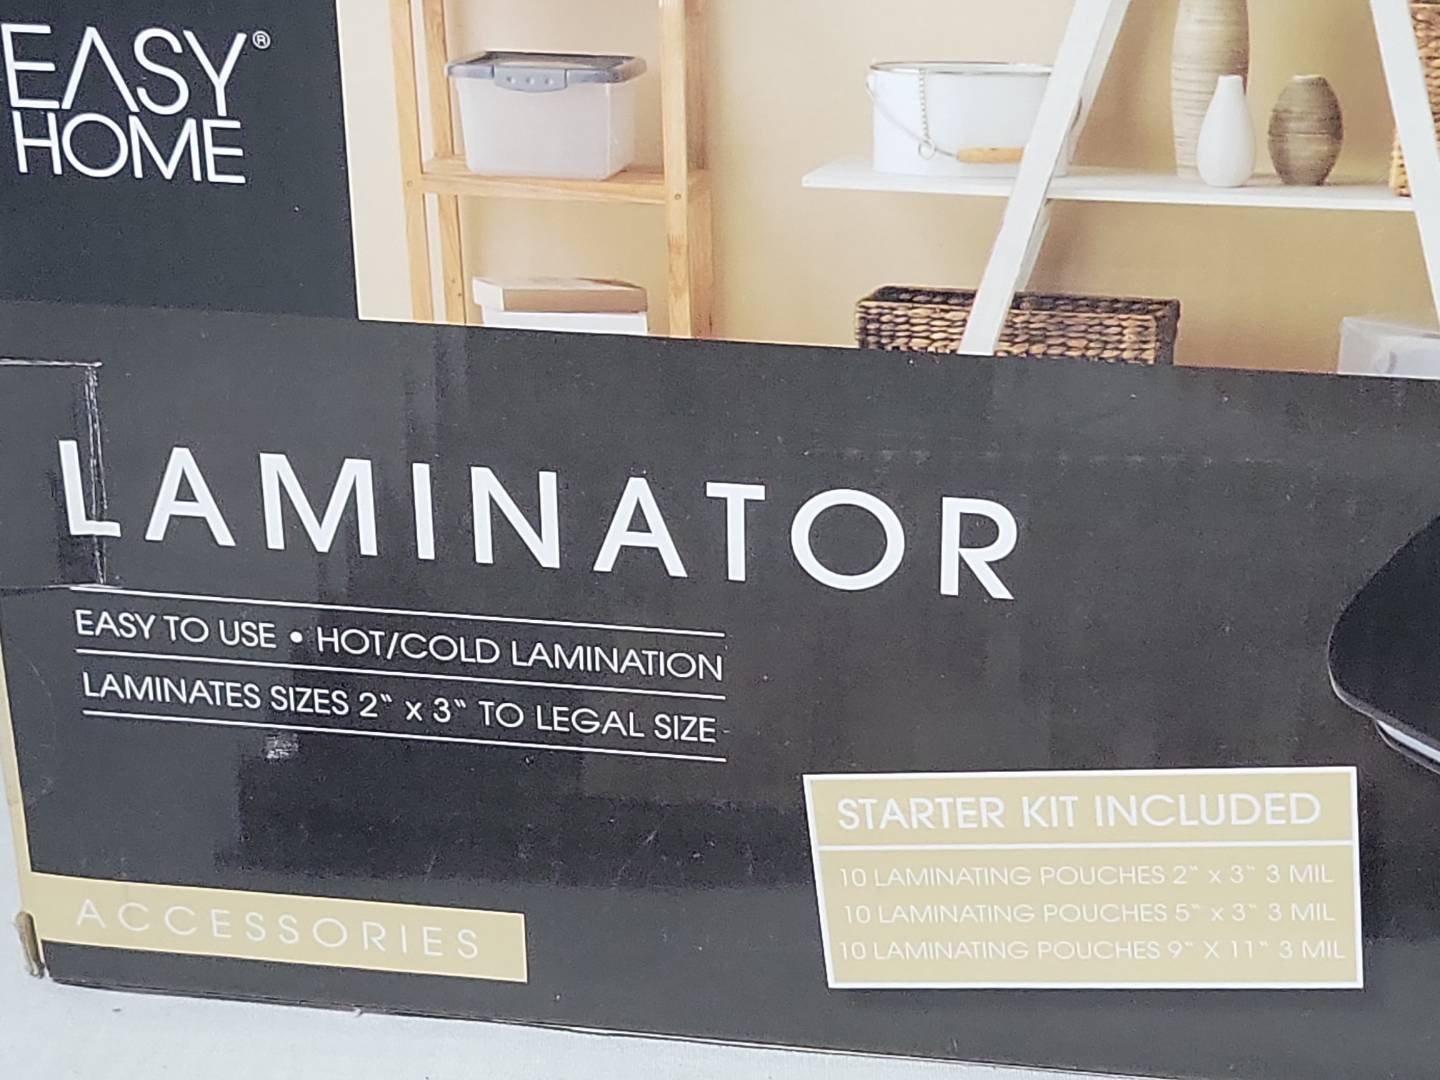 EASY®
HOME
LAMINATOR
EASY TO USE • HOT/COLD LAMINATION
LAMINATES SIZES 2" x 3" TO LEGAL SIZE
STARTER KIT INCLUDED
10 LAMINATING POUCHES 2" x 3" 3 MIL
10 LAMINATING POUCHES 5" x 3" 3 MIL
10 LAMINATING POUCHES 9" X 11" 3 MIL
ACCESSORIES